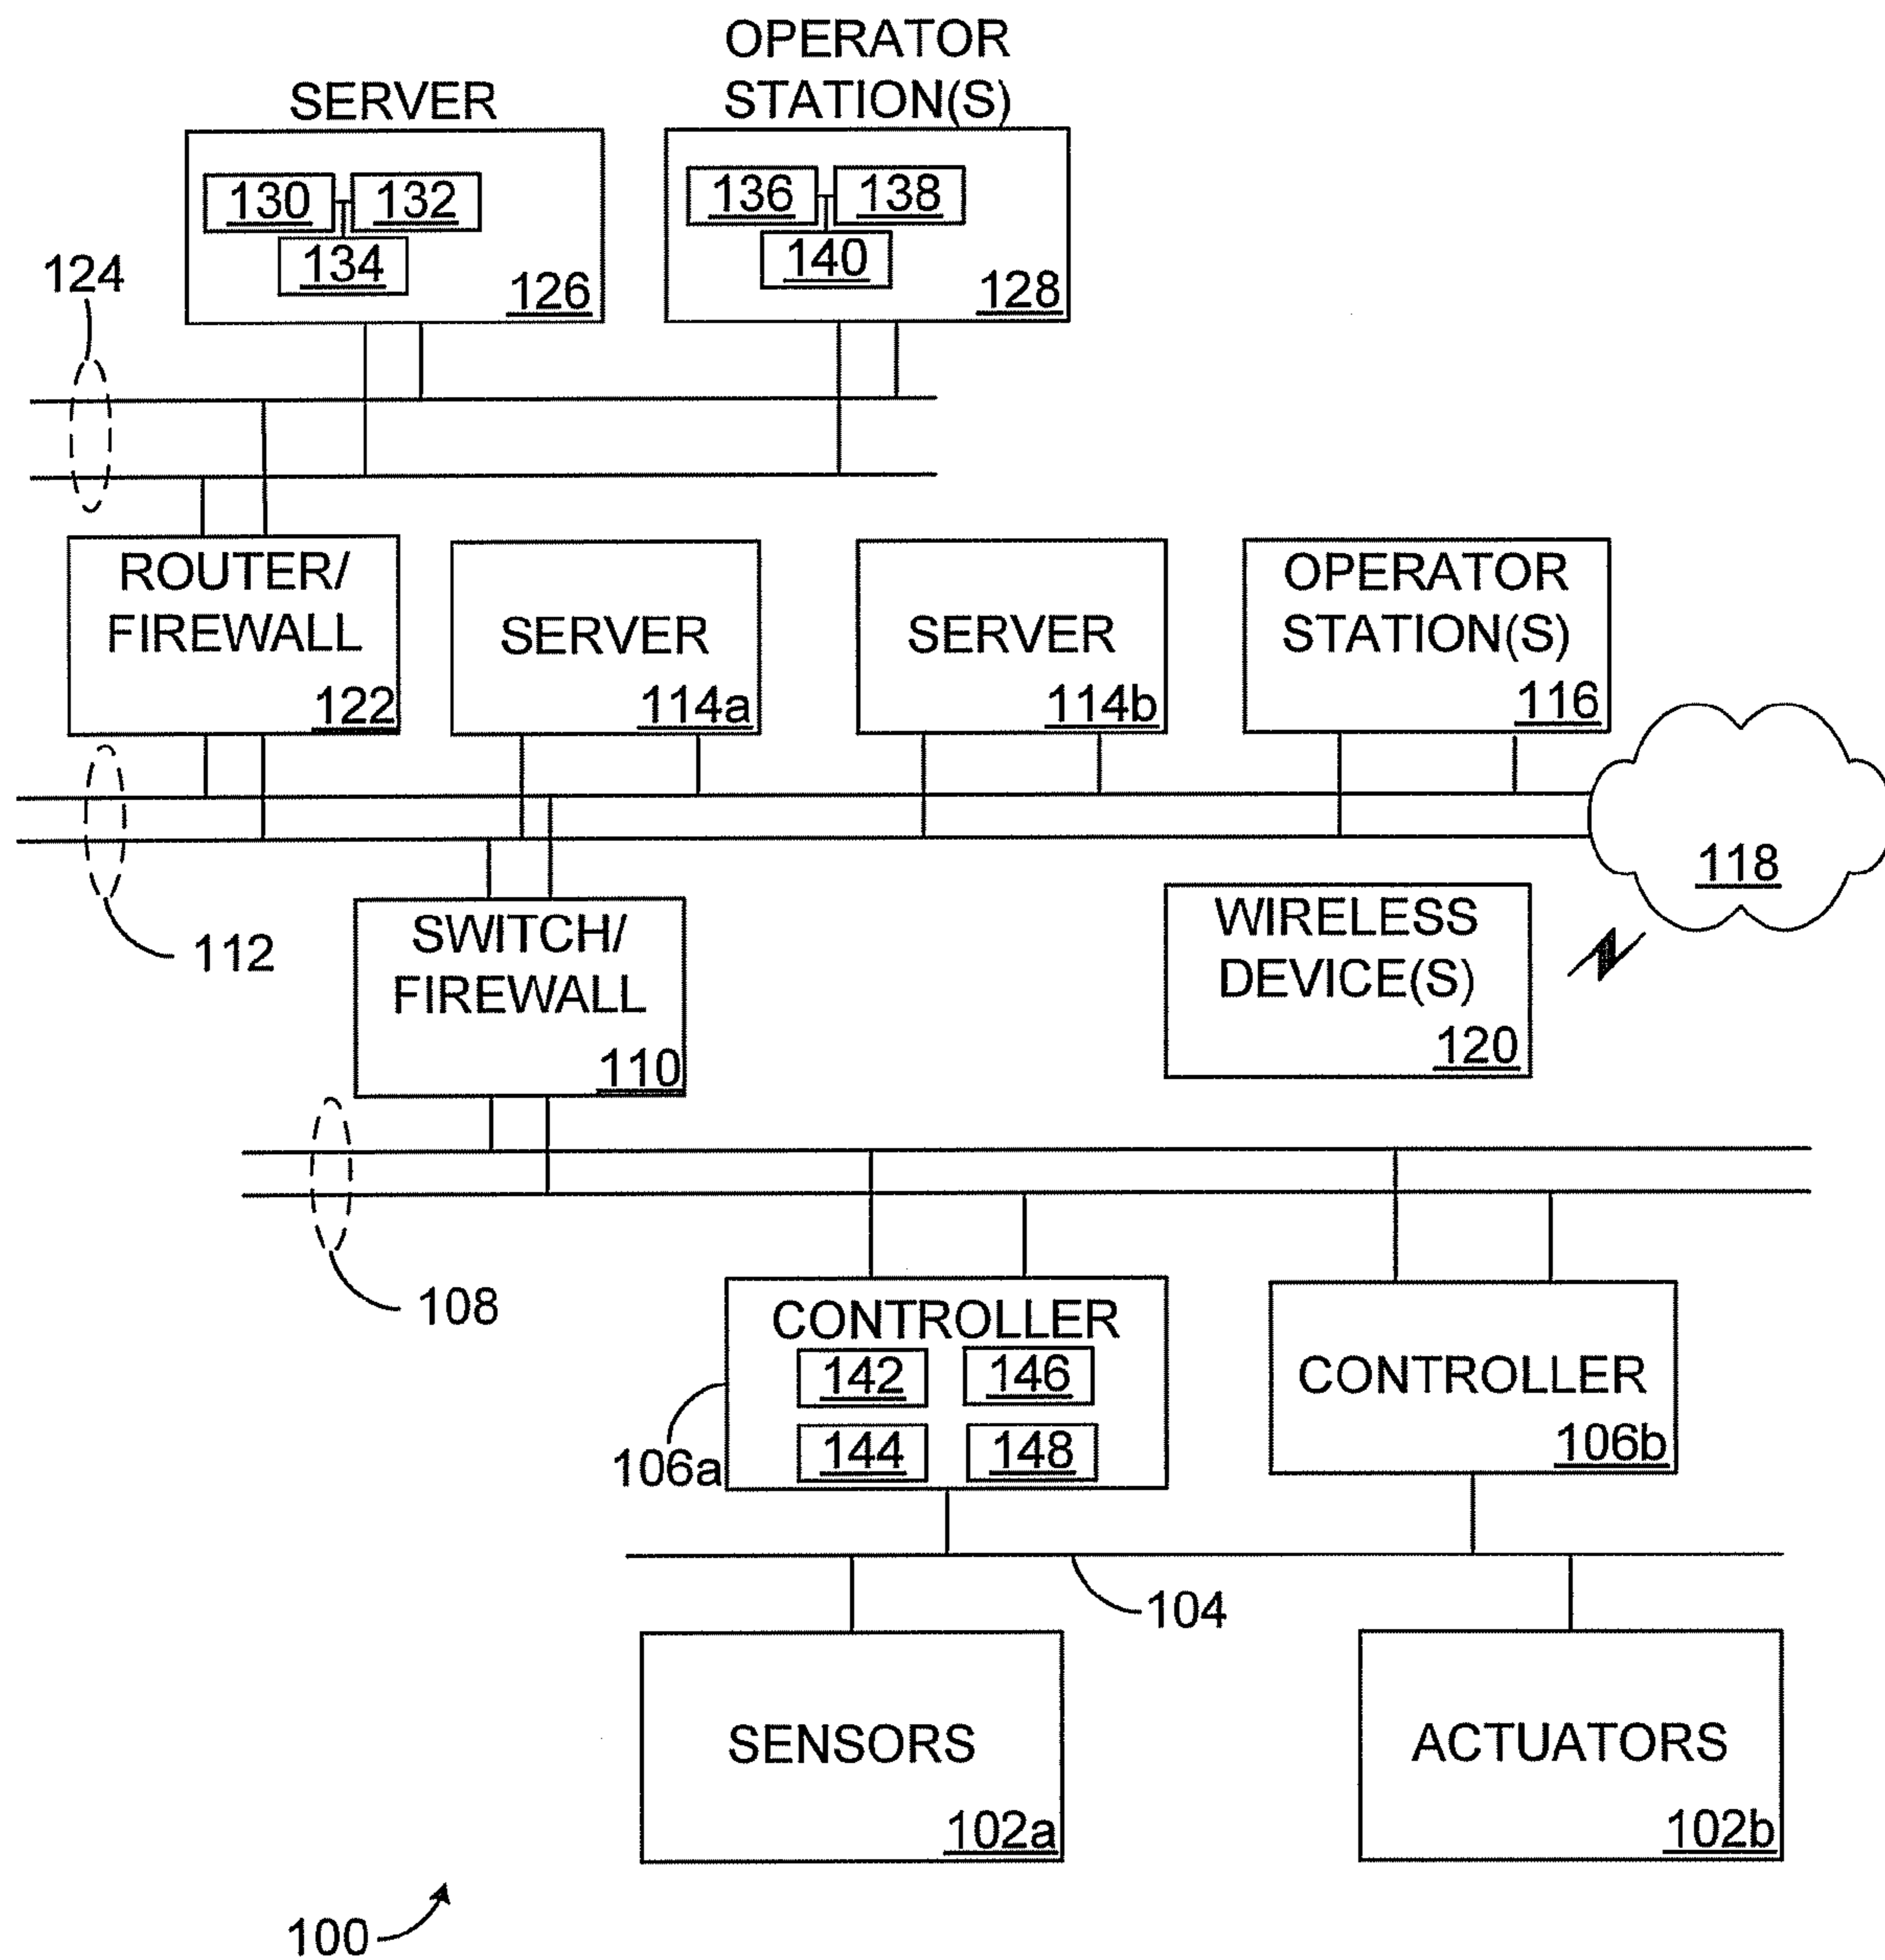 SERVER
130
132
134
126
OPERATOR
STATION(S)
136
138
140
128
124
ROUTER/
FIREWALL
122
SERVER
114a
SERVER
114b
OPERATOR
STATION(S)
116
118
112
SWITCH/
FIREWALL
110
WIRELESS
DEVICE(S)
120
108
CONTROLLER
142
146
144
148
106a
CONTROLLER
106b
104
SENSORS
102a
ACTUATORS
102b
100